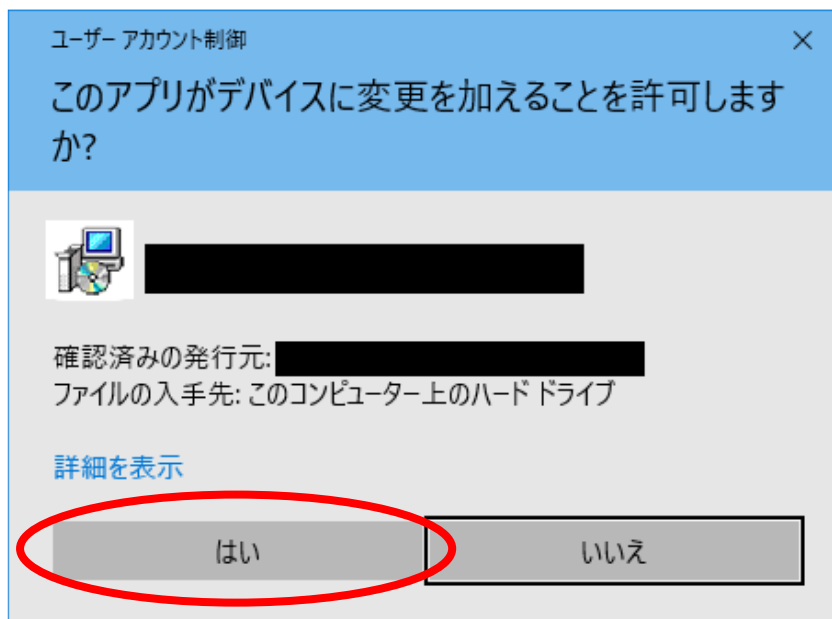 ユーザー アカウント制御
このアプリがデバイスに変更を加えることを許可します
か?
確認済みの発行元:
ファイルの入手先: このコンピューター上のハード ドライブ
詳細を表示
はい
いいえ